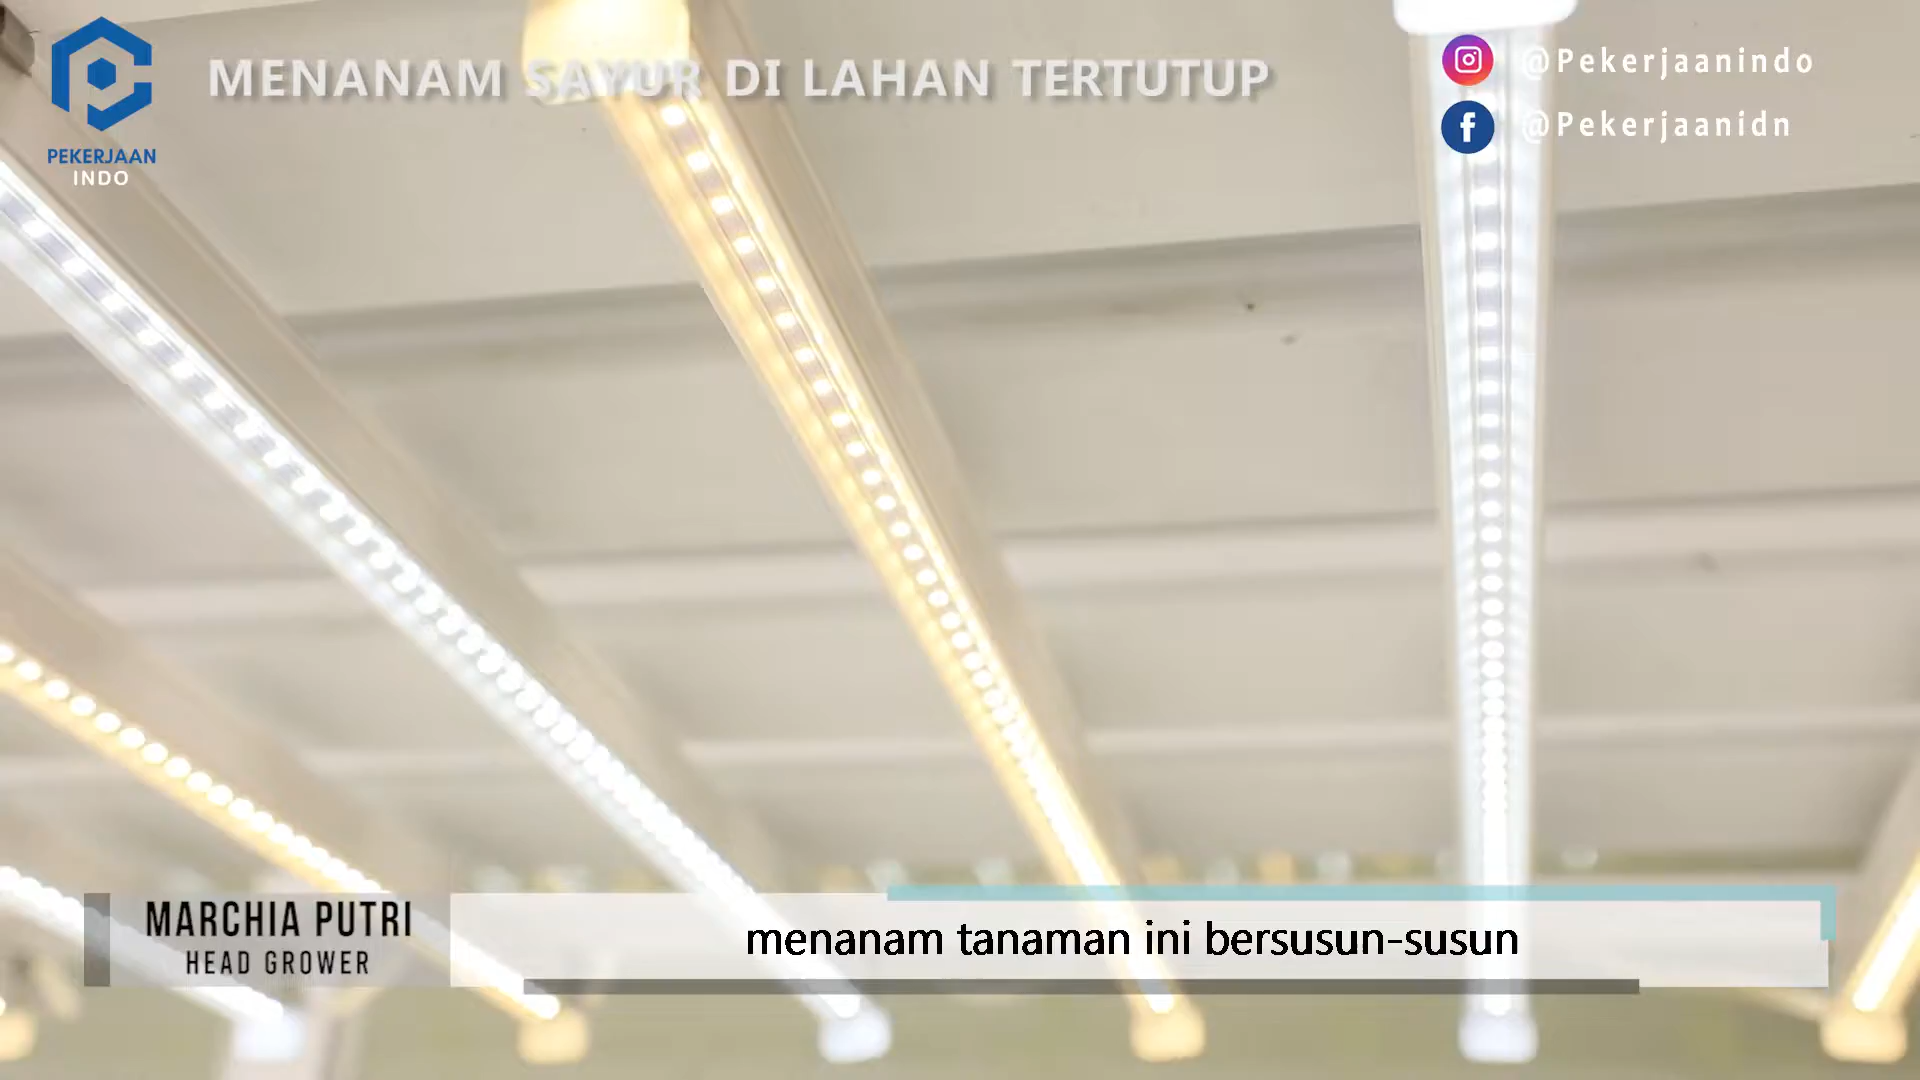 MENANAM SAYUR DI LAHAN TERTUTUP
@Pekerjaanindo
@Pekerjaanidn
PEKERJAAN
INDO
MARCHIA PUTRI
HEAD GROWER
menanam tanaman ini bersusun-susun